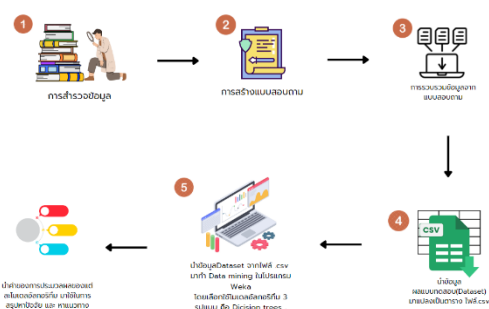 1
การสำรวจข้อมูล
2
การสร้างแบบสอบถาม
3
การรวบรวมข้อมูลจาก
แบบสอบถาม
4
CSV
นำข้อมูล
ผลแบบทดสอบ(Dataset)
มาแปลงเป็นตาราง ไฟล์.csv
5
นำข้อมูลDataset จากไฟล์ .csv
มาทำ Data mining ในโปรแกรม
Weka
โดยเลือกใช้โมเดลอัลกอริทึม 3
รูปแบบ คือ Dicision trees
นำค่าของการประมวลผลของแต่
ละโมเดลอัลกอริทึม มาใช้ในการ
สรุปหาปัจจัย และ หาแนวทาง